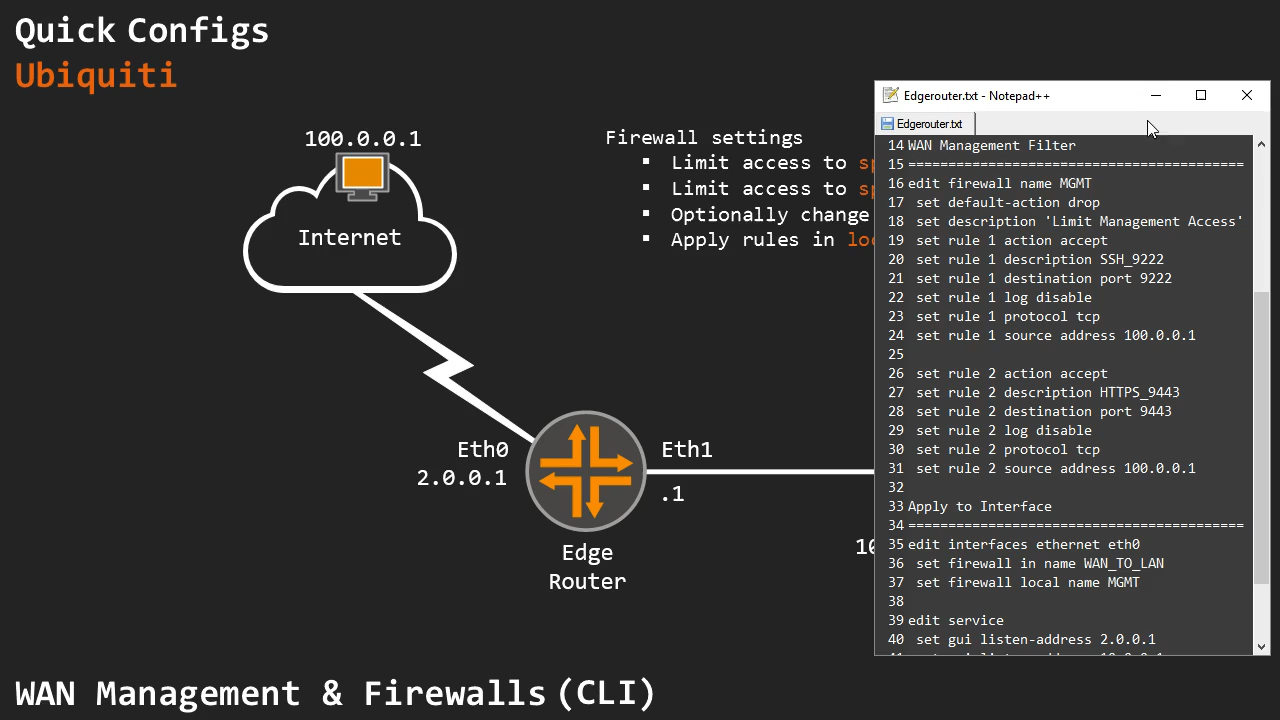 Quick Configs
Ubiquiti
100.0.0.1
Internet
Firewall settings
▪ Limit access to sp
▪ Limit access to sp
▪ Optionally change
▪ Apply rules in loc
Eth0
2.0.0.1
Eth1
.1
Edge
Router
10
WAN Management & Firewalls (CLI)
Edgerouter.txt - Notepad++
Edgerouter.txt
14 WAN Management Filter
15 ==========================================
16 edit firewall name MGMT
17 set default-action drop
18 set description 'Limit Management Access'
19 set rule 1 action accept
20 set rule 1 description SSH_9222
21 set rule 1 destination port 9222
22 set rule 1 log disable
23 set rule 1 protocol tcp
24 set rule 1 source address 100.0.0.1
25
26 set rule 2 action accept
27 set rule 2 description HTTPS_9443
28 set rule 2 destination port 9443
29 set rule 2 log disable
30 set rule 2 protocol tcp
31 set rule 2 source address 100.0.0.1
32
33 Apply to Interface
34 ==========================================
35 edit interfaces ethernet eth0
36 set firewall in name WAN_TO_LAN
37 set firewall local name MGMT
38
39 edit service
40 set gui listen-address 2.0.0.1